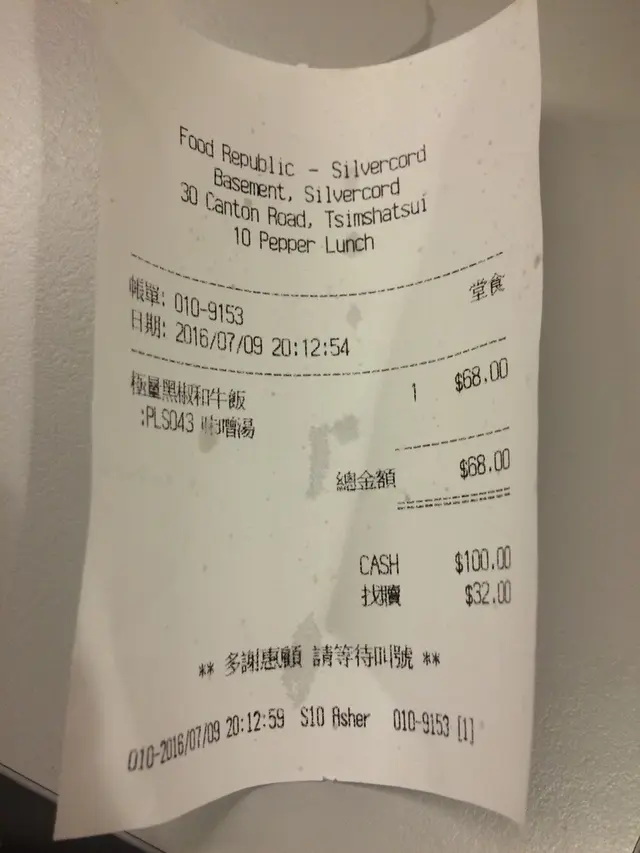 Food Republic - Silvercord
Basement, Silvercord
30 Canton Road, Tsimshatsui
10 Pepper Lunch
帳單: 010-9153 堂食
日期: 2016/07/09 20:12:54
極量黑椒和牛飯 1 $68.00
:PLS043 味噌湯
總金額 $68.00
CASH $100.00
找贖 $32.00
** 多謝惠顧 請等待叫號 **
010-2016/07/09 20:12:59 S10 Asher 010-9153 [1]